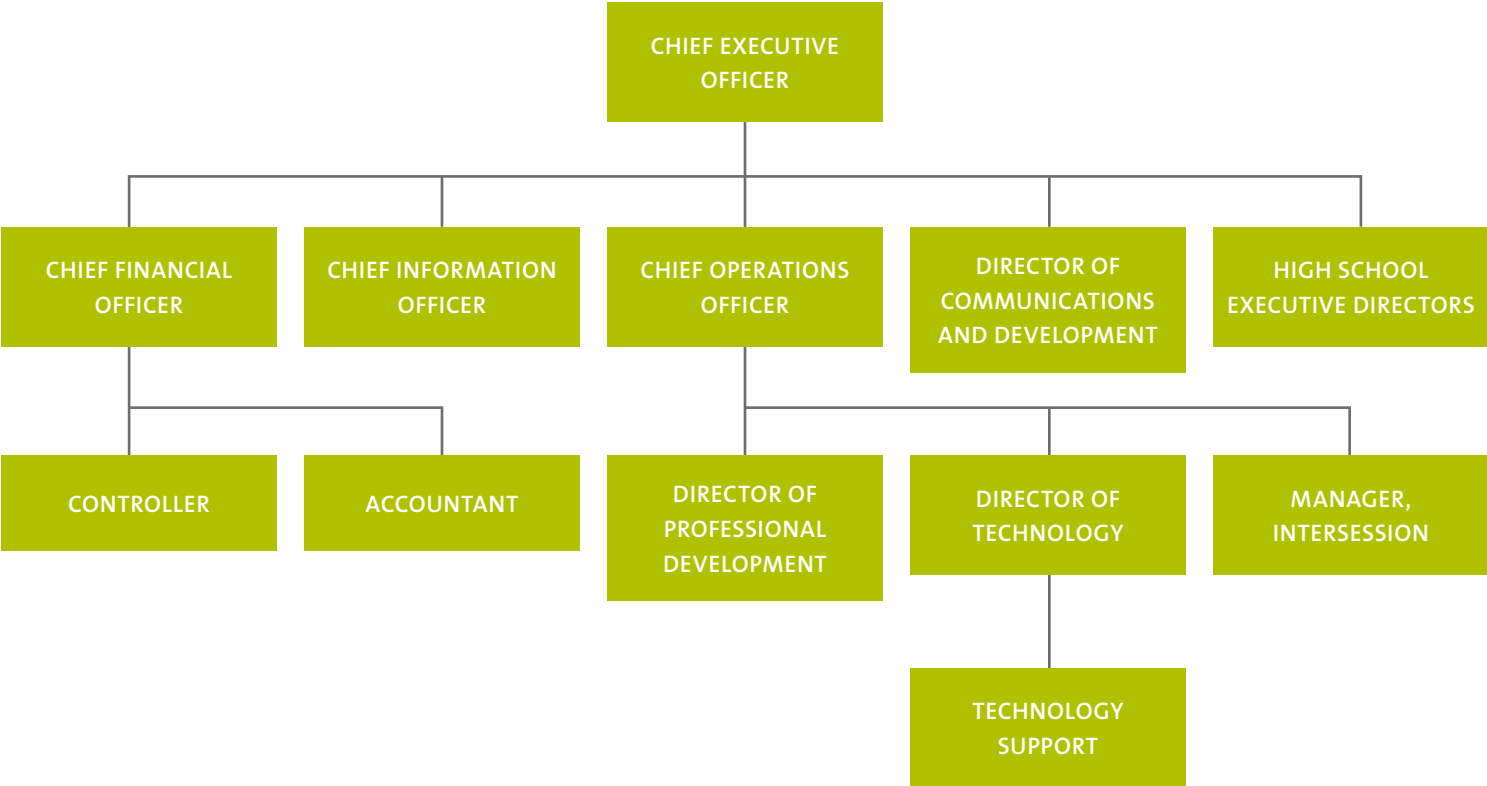 CHIEF EXECUTIVE
OFFICER
CHIEF FINANCIAL
OFFICER
CHIEF INFORMATION
OFFICER
CHIEF OPERATIONS
OFFICER
DIRECTOR OF
COMMUNICATIONS
AND DEVELOPMENT
HIGH SCHOOL
EXECUTIVE DIRECTORS
CONTROLLER
ACCOUNTANT
DIRECTOR OF
PROFESSIONAL
DEVELOPMENT
DIRECTOR OF
TECHNOLOGY
MANAGER,
INTERSESSION
TECHNOLOGY
SUPPORT